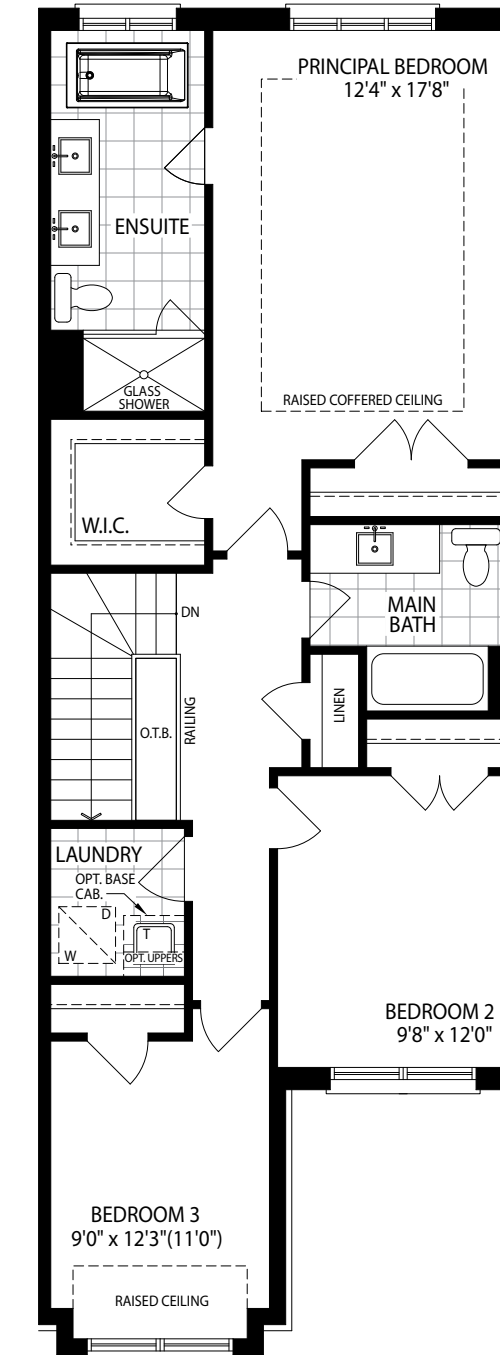 PRINCIPAL BEDROOM
12'4" x 17'8"
ENSUITE
RAISED COFFERED CEILING
GLASS
SHOWER
W.I.C.
MAIN
BATH
DN
LINEN
RAILING
O.T.B.
LAUNDRY
OPT. BASE
CAB.
D
T
W
OPT. UPPERS
BEDROOM 2
9'8" x 12'0"
BEDROOM 3
9'0" x 12'3"(11'0")
RAISED CEILING